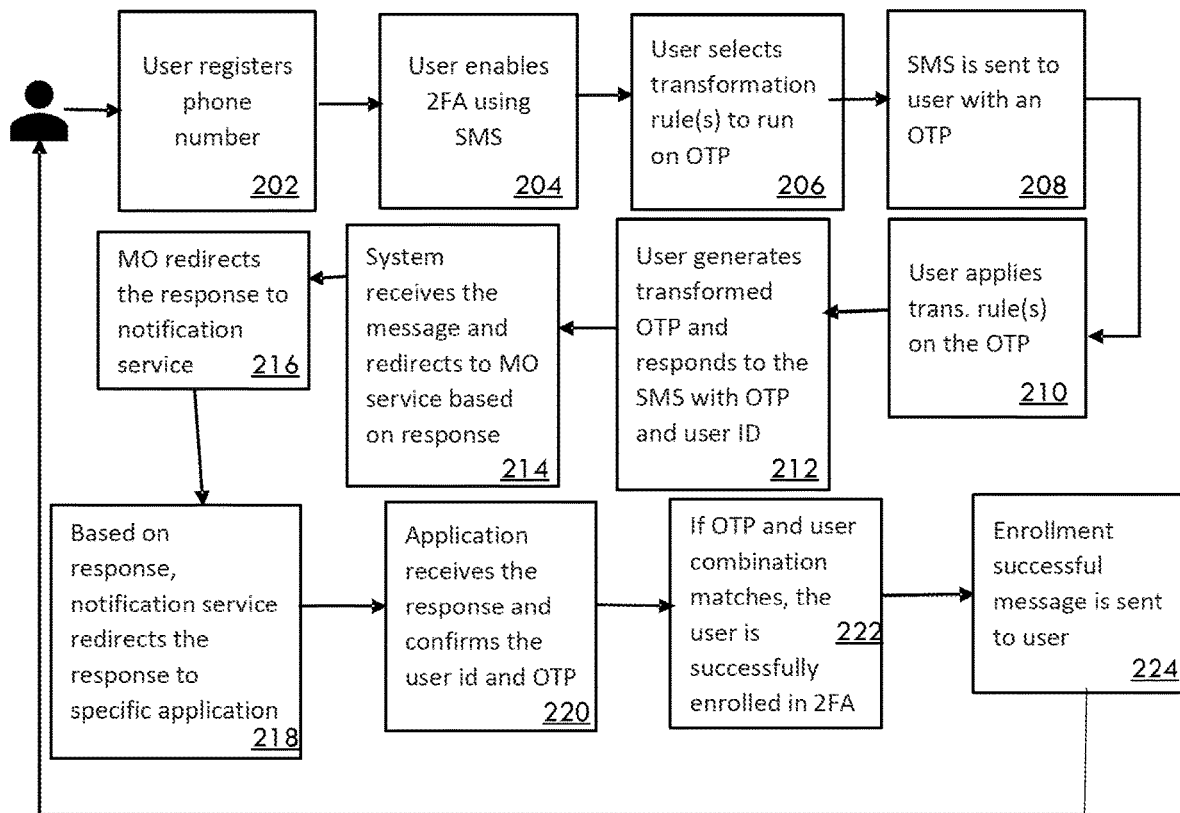 User registers
phone
number
202
User enables
2FA using
SMS
204
User selects
transformation
rule(s) to run
on OTP
206
SMS is sent to
user with an
OTP
208
User applies
trans. rule(s)
on the OTP
210
User generates
transformed
OTP and
responds to the
SMS with OTP
and user ID
212
System
receives the
message and
redirects to MO
service based
on response
214
MO redirects
the response to
notification
service
216
Based on
response,
notification service
redirects the
response to
specific application
218
Application
receives the
response and
confirms the
user id and OTP
220
If OTP and user
combination
matches, the
user is
successfully
enrolled in 2FA
222
Enrollment
successful
message is sent
to user
224